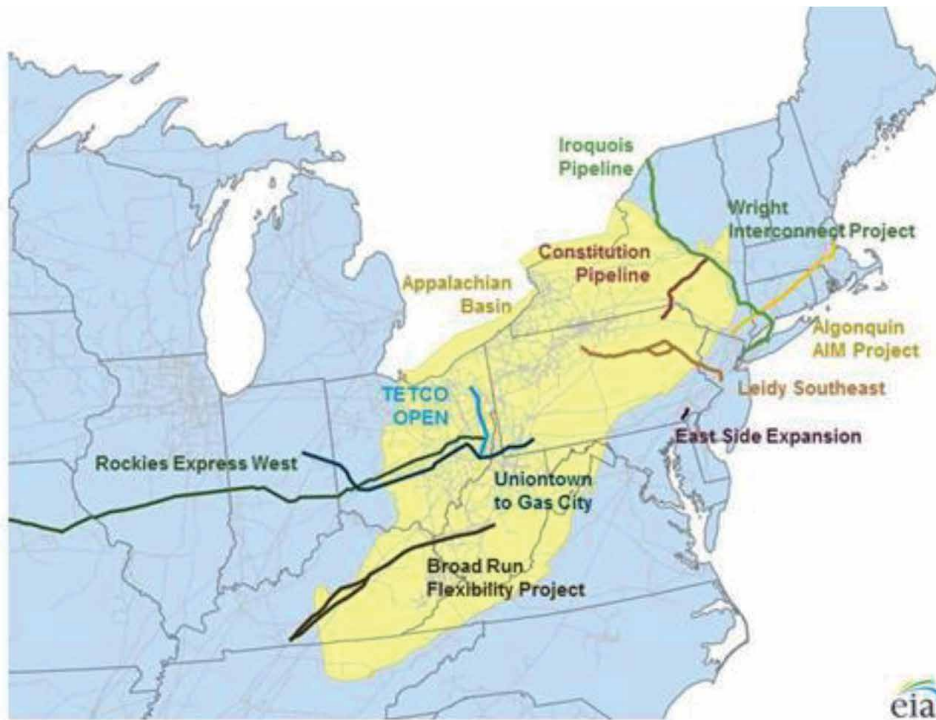 Iroquois
Pipeline
Wright
Interconnect Project
Constitution
Pipeline
Appalachian
Basin
Algonquin
AIM Project
Leidy Southeast
TETCO
OPEN
East Side Expansion
Rockies Express West
Uniontown
to Gas City
Broad Run
Flexibility Project
eia